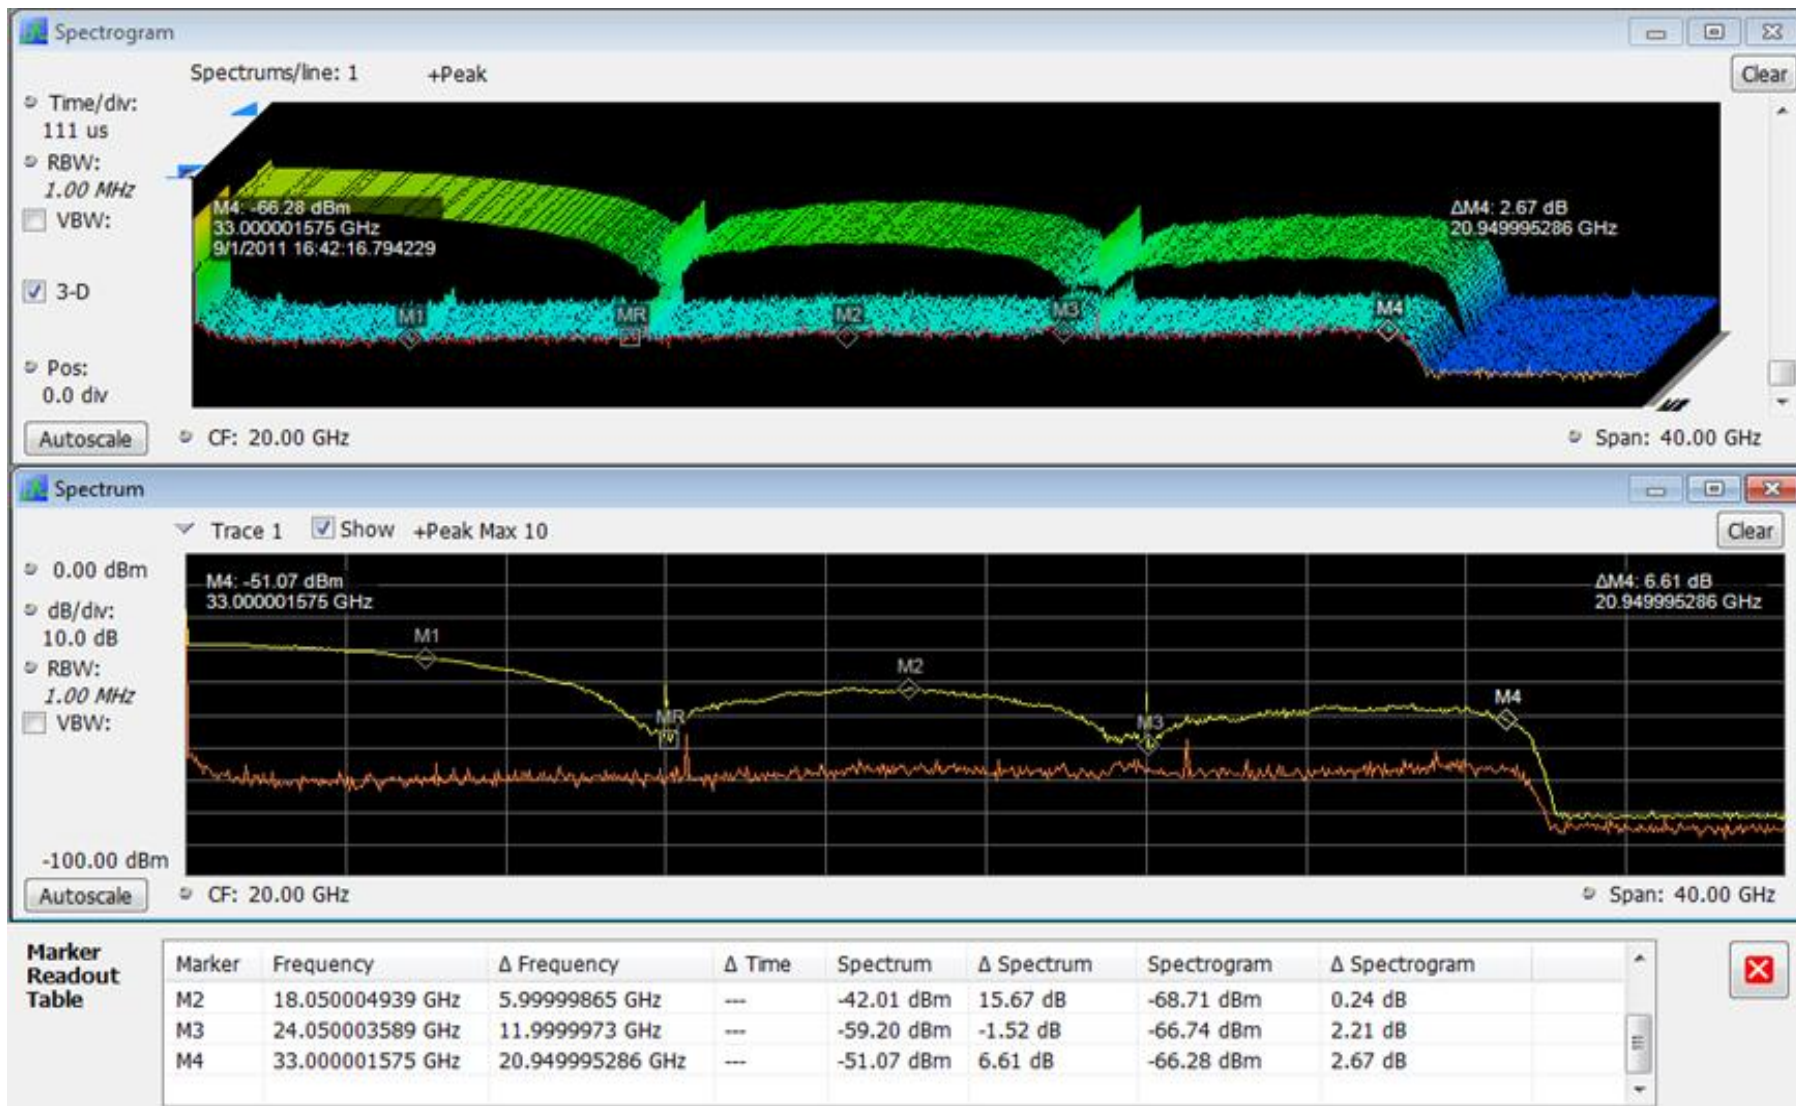 Spectrogram
Spectrums/line: 1 +Peak Clear
Time/div:
111 us
RBW:
1.00 MHz
VBW:
3-D
Pos:
0.0 div
M4: -66.28 dBm
33.000001575 GHz
9/1/2011 16:42:16.794229
ΔM4: 2.67 dB
20.949995286 GHz
M1 MR M2 M3 M4
Autoscale CF: 20.00 GHz Span: 40.00 GHz
Spectrum
Trace 1 Show +Peak Max 10 Clear
0.00 dBm
dB/div:
10.0 dB
RBW:
1.00 MHz
VBW:
-100.00 dBm
M4: -51.07 dBm
33.000001575 GHz
ΔM4: 6.61 dB
20.949995286 GHz
M1 MR M2 M3 M4
Autoscale CF: 20.00 GHz Span: 40.00 GHz
Marker
Readout
Table
Marker Frequency Δ Frequency Δ Time Spectrum Δ Spectrum Spectrogram Δ Spectrogram
M2 18.050004939 GHz 5.99999865 GHz --- -42.01 dBm 15.67 dB -68.71 dBm 0.24 dB
M3 24.050003589 GHz 11.9999973 GHz --- -59.20 dBm -1.52 dB -66.74 dBm 2.21 dB
M4 33.000001575 GHz 20.949995286 GHz --- -51.07 dBm 6.61 dB -66.28 dBm 2.67 dB